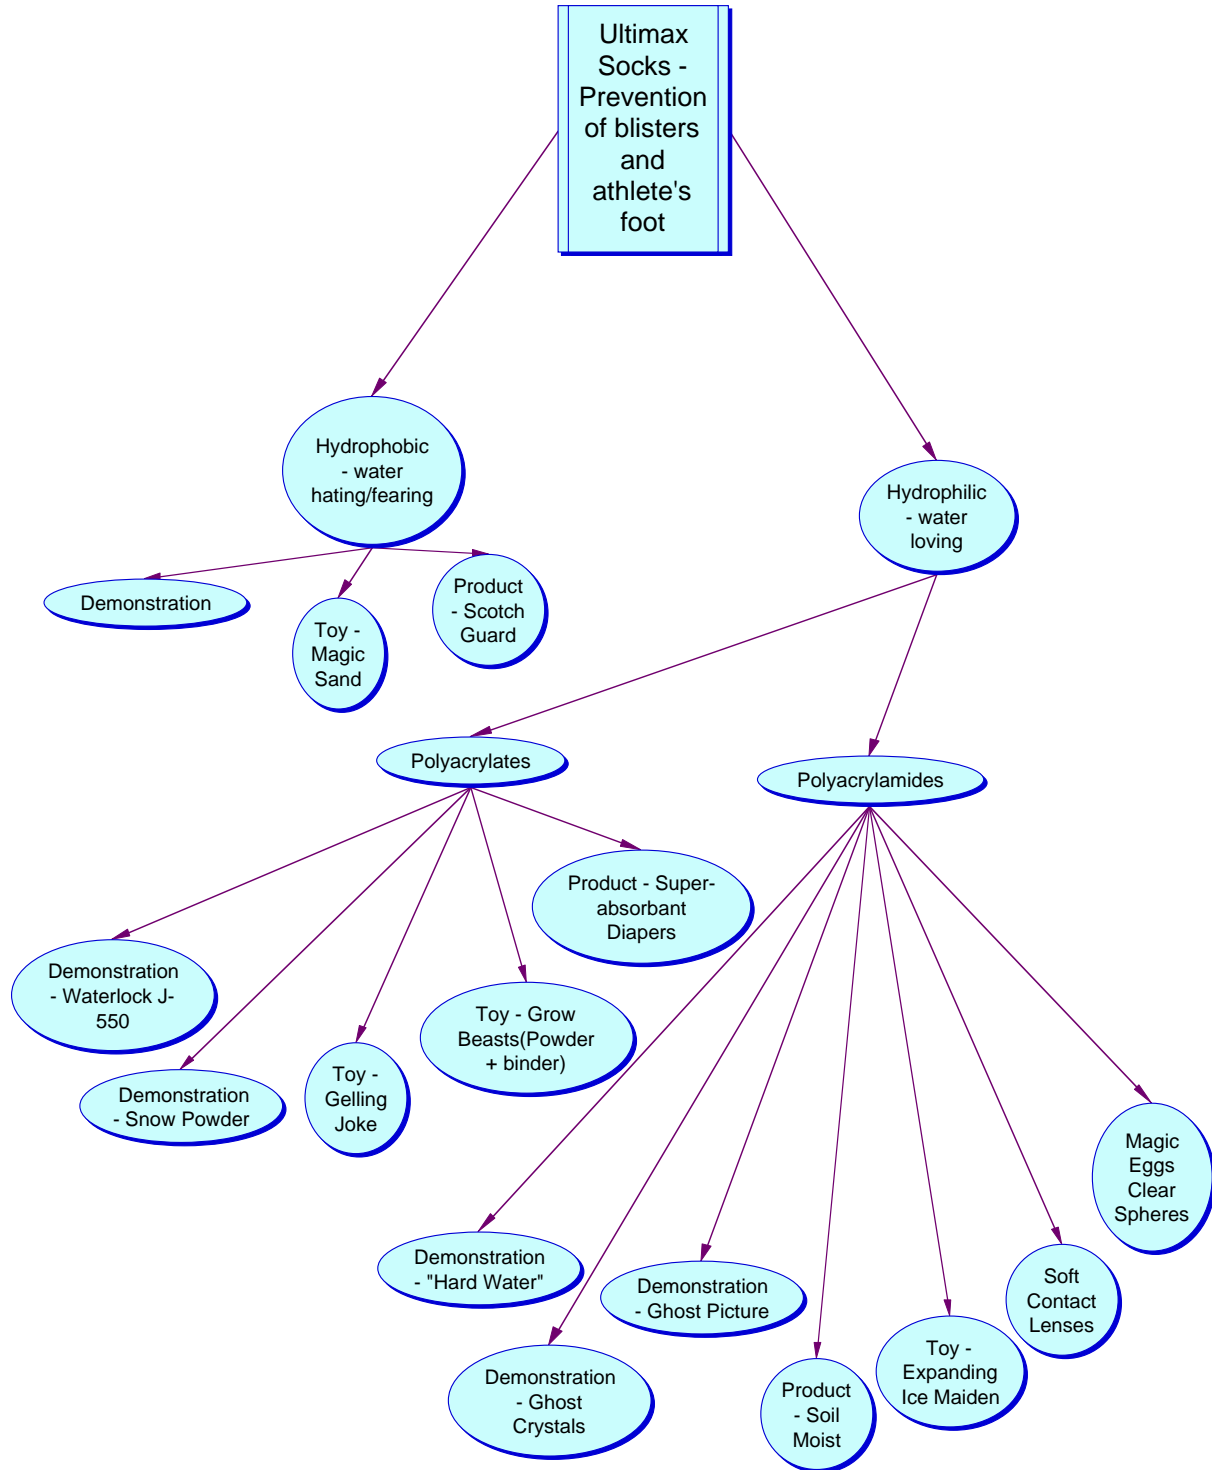 Ultimax
Socks -
Prevention
of blisters
and
athlete's
foot
Hydrophobic
- water
hating/fearing
Hydrophilic
- water
loving
Demonstration
Toy -
Magic
Sand
Product
- Scotch
Guard
Polyacrylates
Polyacrylamides
Demonstration
- Waterlock J-
550
Demonstration
- Snow Powder
Toy -
Gelling
Joke
Toy - Grow
Beasts(Powder
+ binder)
Product - Super-
absorbant
Diapers
Demonstration
- "Hard Water"
Demonstration
- Ghost
Crystals
Demonstration
- Ghost Picture
Product
- Soil
Moist
Toy -
Expanding
Ice Maiden
Soft
Contact
Lenses
Magic
Eggs
Clear
Spheres